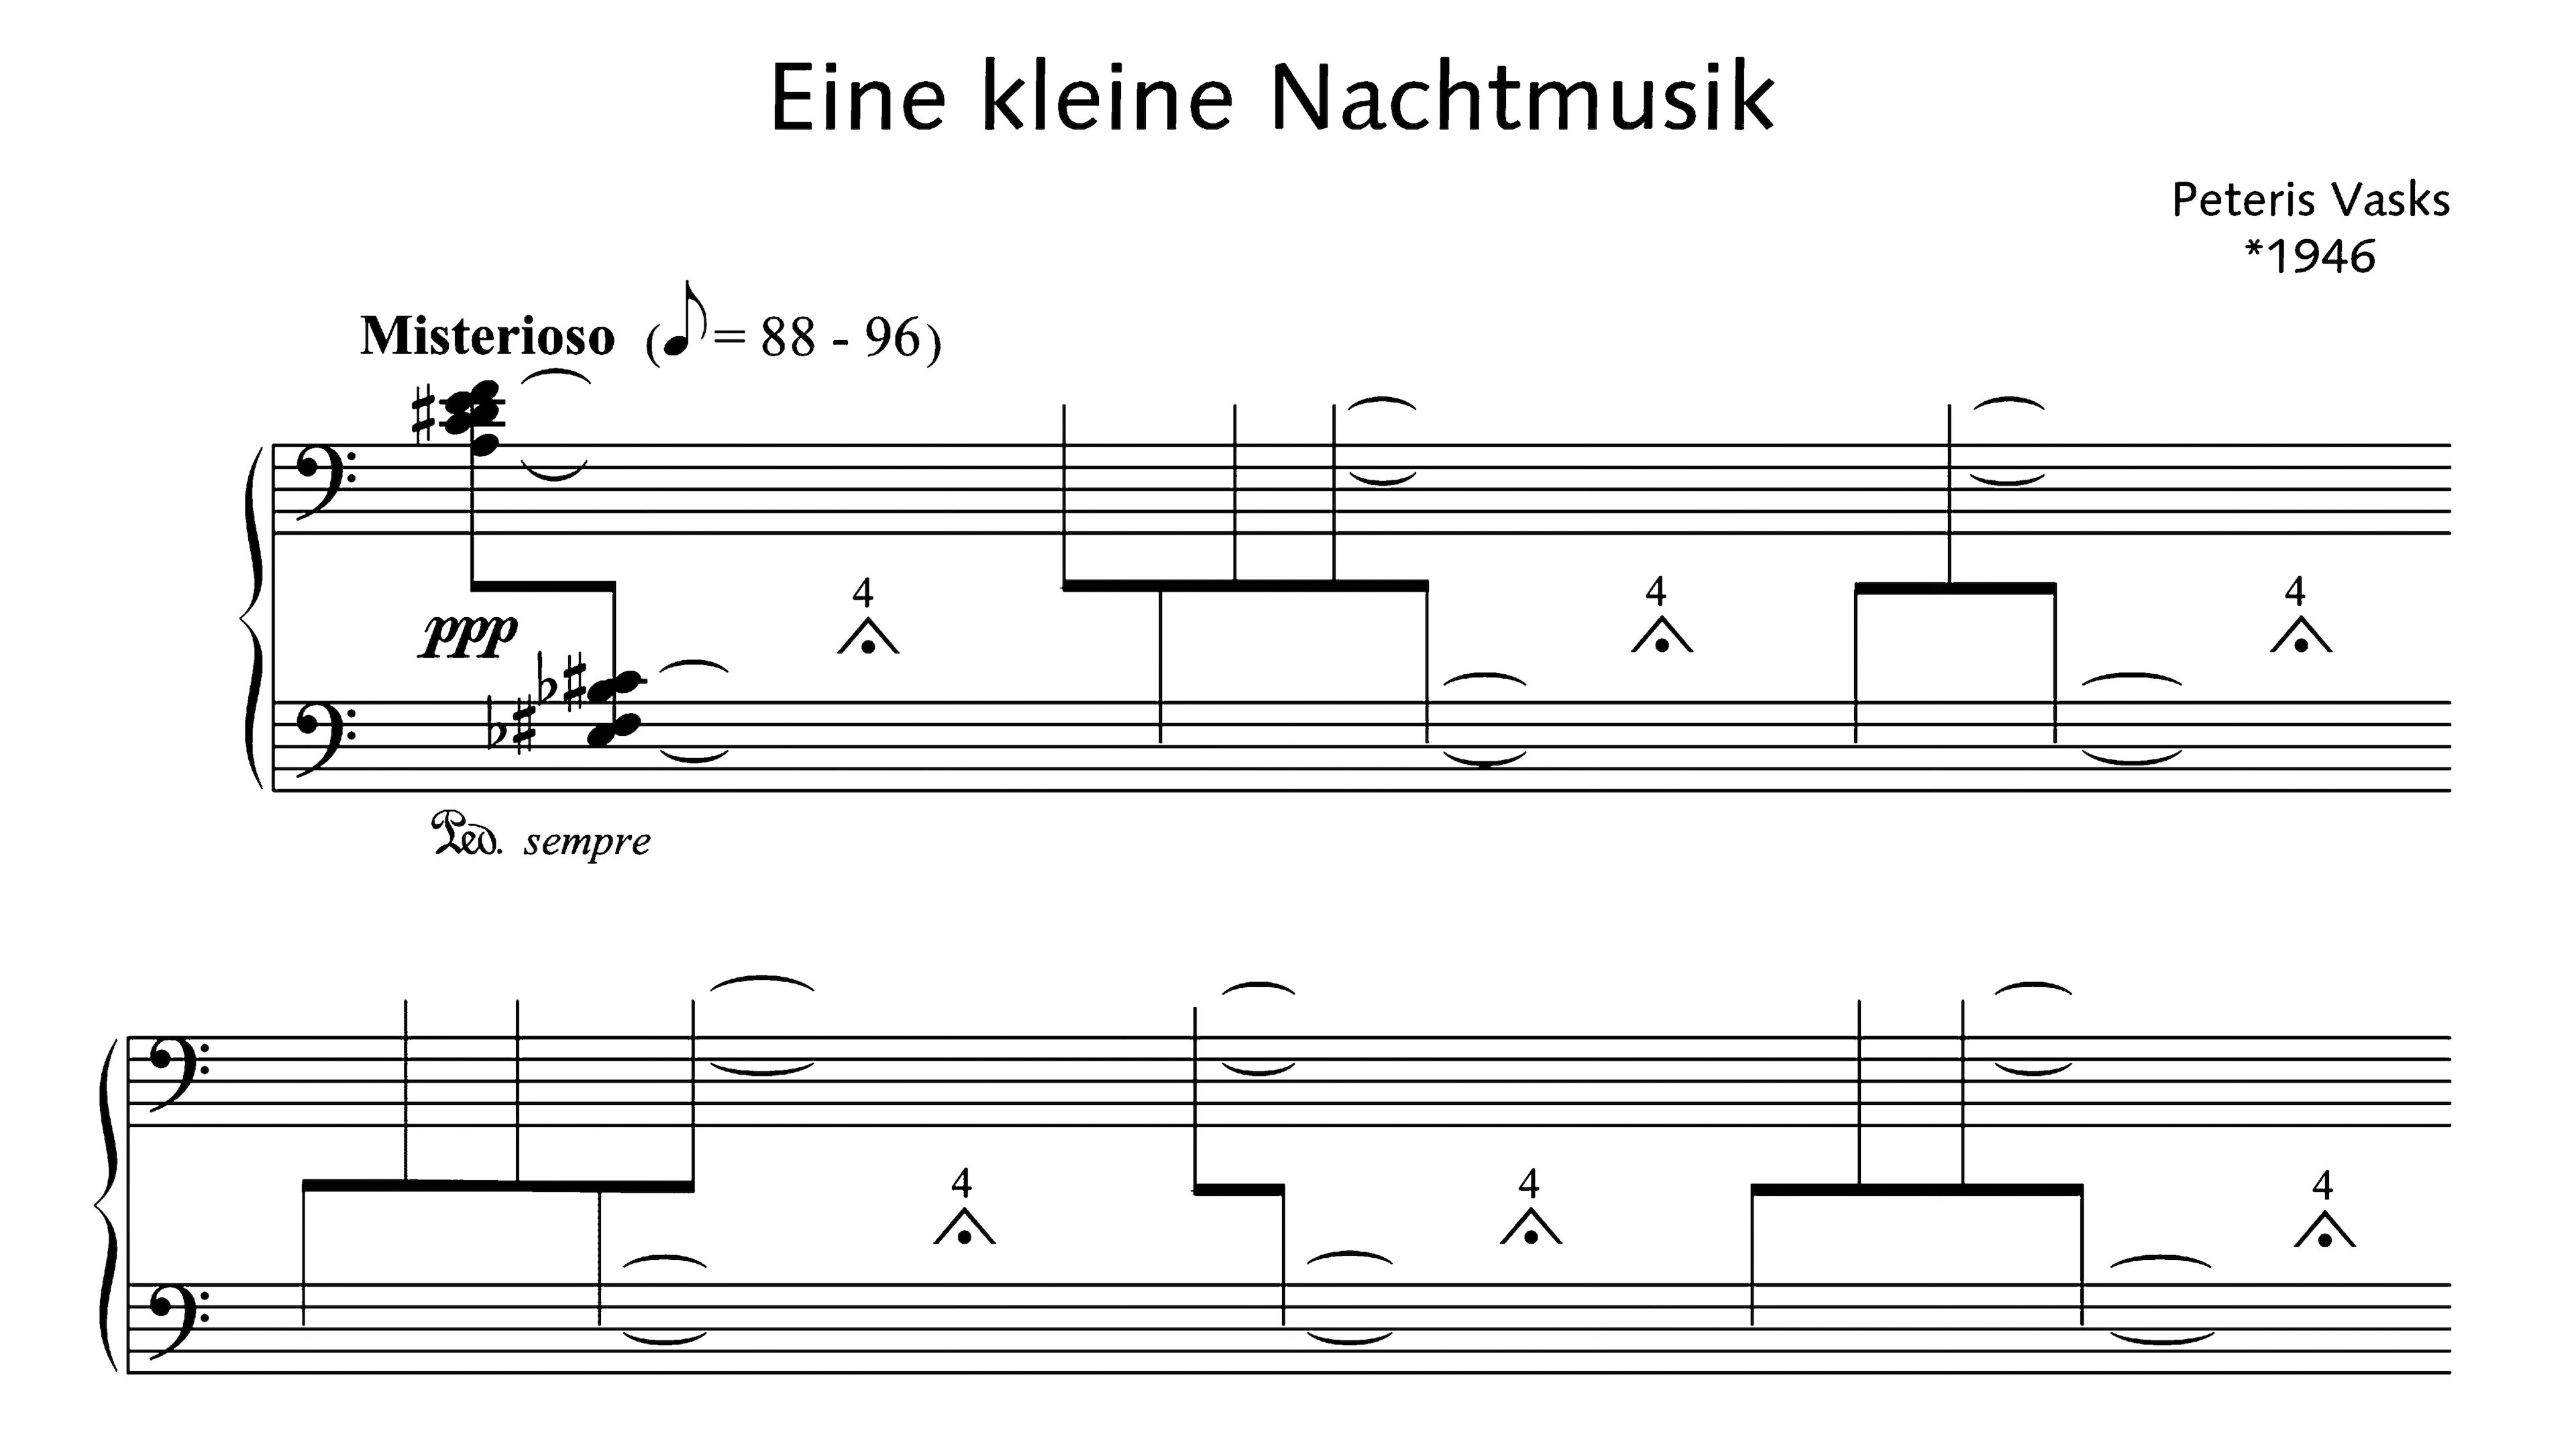 Eine kleine Nachtmusik
Peteris Vasks
*1946
Misterioso (♪= 88 - 96)
4 4 4
ppp
Ped. sempre
4 4 4